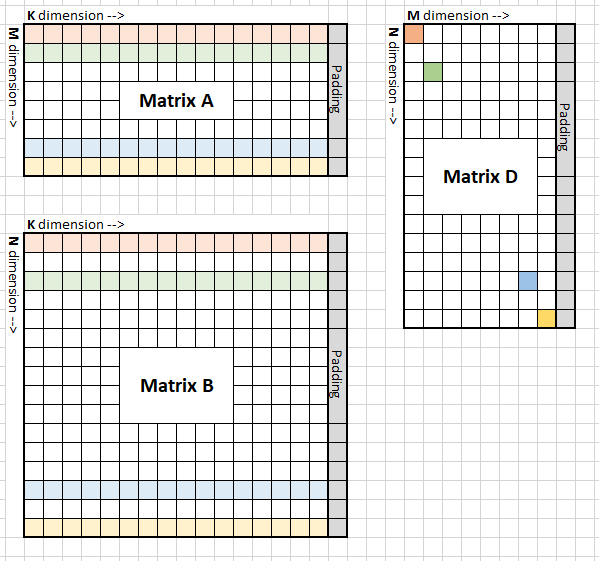 K dimension -->
M dimension -->
Padding
Matrix A
M dimension -->
N dimension -->
Padding
Matrix D
K dimension -->
N dimension -->
Padding
Matrix B